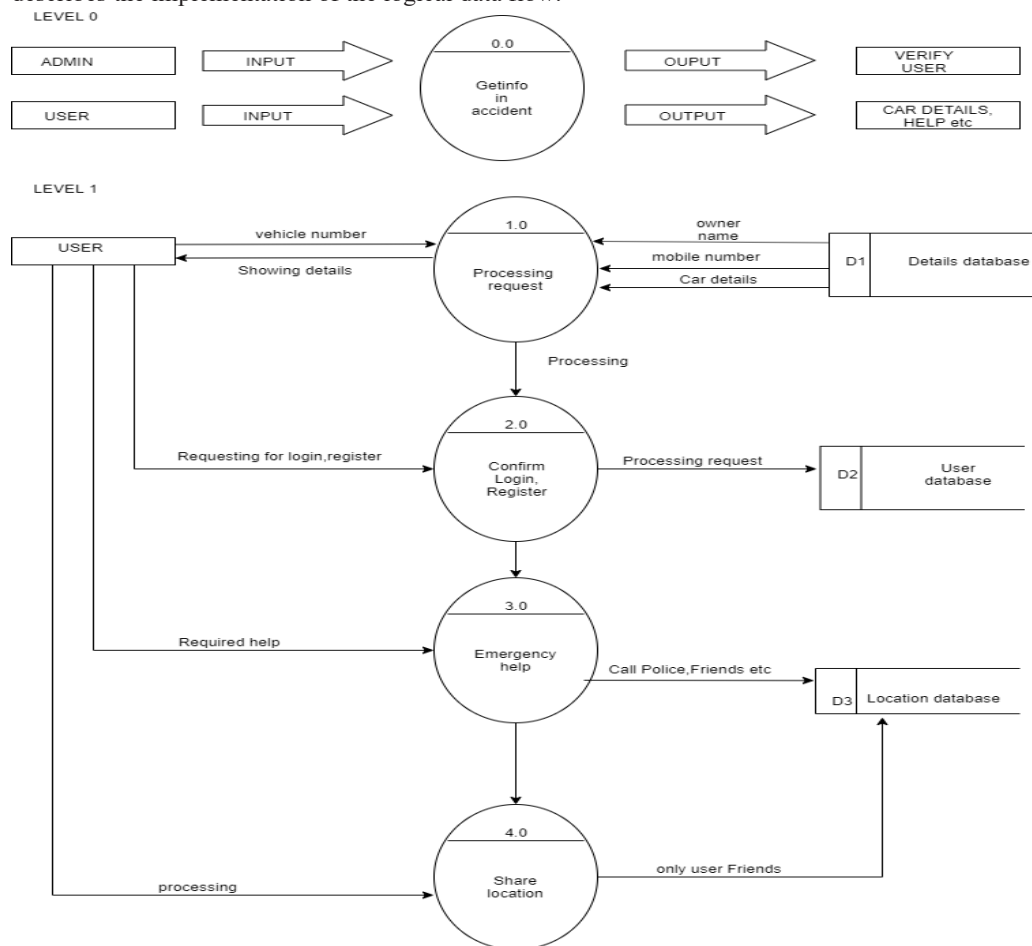 describes the implementation of the logical data flow.
LEVEL 0
ADMIN
INPUT
0.0
Getinfo
in
accident
OUPUT
VERIFY
USER
USER
INPUT
OUTPUT
CAR DETAILS,
HELP etc
LEVEL 1
USER
vehicle number
Showing details
1.0
Processing
request
owner
name
mobile number
Car details
D1
Details database
Processing
Requesting for login,register
2.0
Confirm
Login,
Register
Processing request
D2
User
database
Required help
3.0
Emergency
help
Call Police,Friends etc
D3
Location database
processing
4.0
Share
location
only user Friends